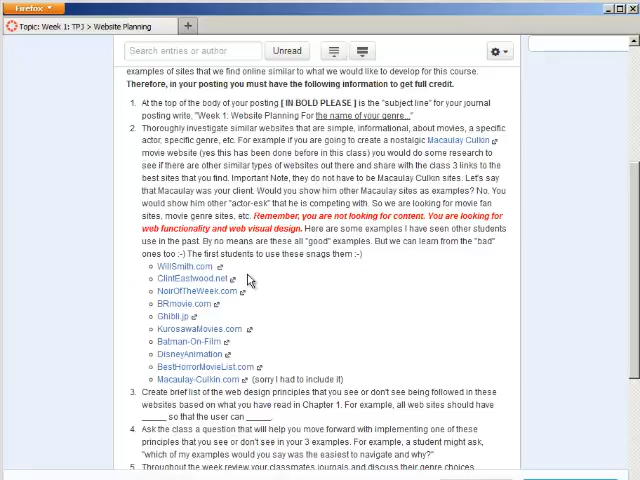 Firefox
Topic: Week 1: TPJ > Website Planning
Search entries or author
Unread
examples of sites that we find online similar to what we would like to develop for this course.
Therefore, in your posting you must have the following information to get full credit.
1. At the top of the body of your posting [ IN BOLD PLEASE ] is the "subject line" for your journal
posting write, "Week 1: Website Planning For the name of your genre..."
2. Thoroughly investigate similar websites that are simple, informational, about movies, a specific
actor, specific genre, etc. For example if you are going to create a nostalgic Macaulay Culkin
movie website (yes this has been done before in this class) you would do some research to
see if there are other similar types of websites out there and share with the class 3 links to the
best sites that you find. Important Note, they do not have to be Macaulay Culkin sites. Let's say
that Macaulay was your client. Would you show him other Macaulay sites as examples? No. You
would show him other "actor-esk" that he is competing with. So we are looking for movie fan
sites, movie genre sites, etc. Remember, you are not looking for content. You are looking for
web functionality and web visual design. Here are some examples I have seen other students
use in the past. By no means are these all "good" examples. But we can learn from the "bad"
ones too :-) The first students to use these snags them :-)
WillSmith.com
ClintEastwood.net
NoirOfTheWeek.com
BRmovie.com
Ghibli.jp
KurosawaMovies.com
Batman-On-Film
DisneyAnimation
BestHorrorMovieList.com
Macaulay-Culkin.com (sorry I had to include it)
3. Create brief list of the web design principles that you see or don't see being followed in these
websites based on what you have read in Chapter 1. For example, all web sites should have
_____ so that the user can _____.
4. Ask the class a question that will help you move forward with implementing one of these
principles that you see or don't see in your 3 examples. For example, a student might ask,
"which of my examples would you say was the easiest to navigate and why?"
5. Throughout the week review your classmates journals and discuss their genre choices.